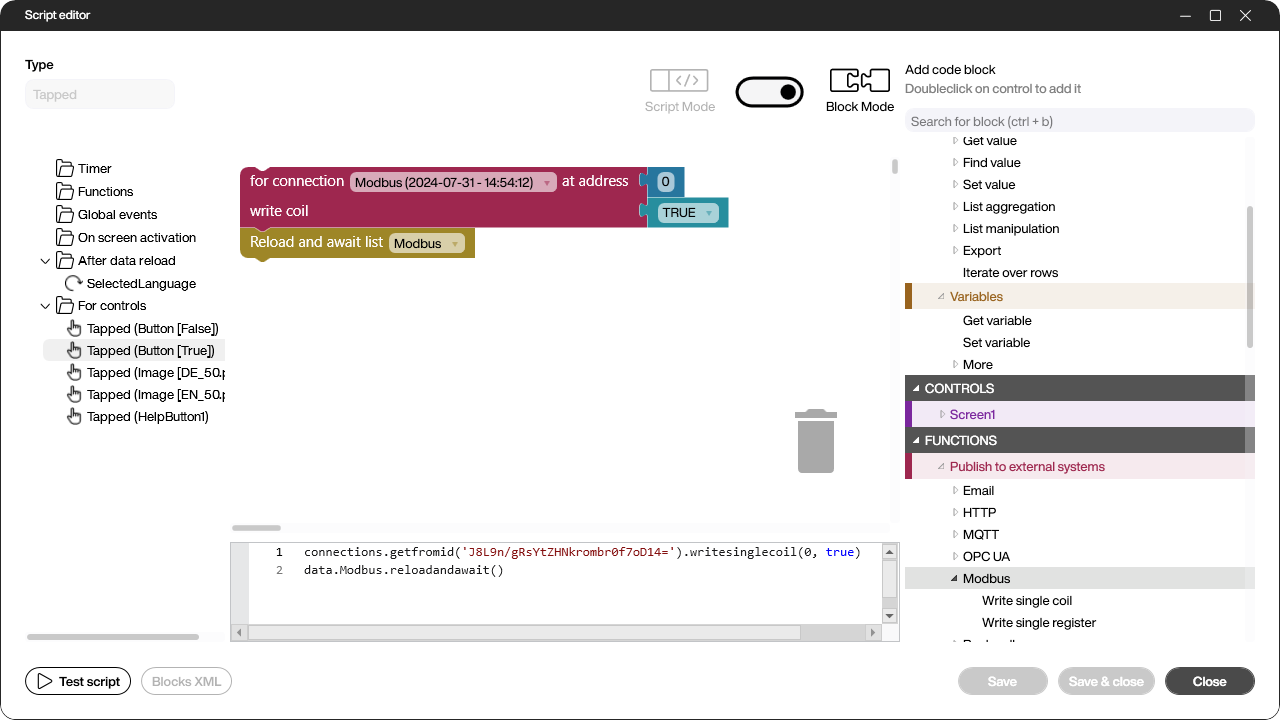 Script editor
Type
Tapped
Script Mode
Block Mode
Add code block
Doubleclick on control to add it
Search for block (ctrl + b)
Timer
Functions
Global events
On screen activation
After data reload
SelectedLanguage
For controls
Tapped (Button [False])
Tapped (Button [True])
Tapped (Image [DE_50.p
Tapped (Image [EN_50.p
Tapped (HelpButton1)
for connection Modbus (2024-07-31 - 14:54:12) at address 0
write coil TRUE
Reload and await list Modbus
1 connections.getfromid('J8L9n/gRsYtZHNkrombr0f7oD14=').writesinglecoil(0, true)
2 data.Modbus.reloadandawait()
Get value
Find value
Set value
List aggregation
List manipulation
Export
Iterate over rows
Variables
Get variable
Set variable
More
CONTROLS
Screen1
FUNCTIONS
Publish to external systems
Email
HTTP
MQTT
OPC UA
Modbus
Write single coil
Write single register
Test script
Blocks XML
Save
Save & close
Close